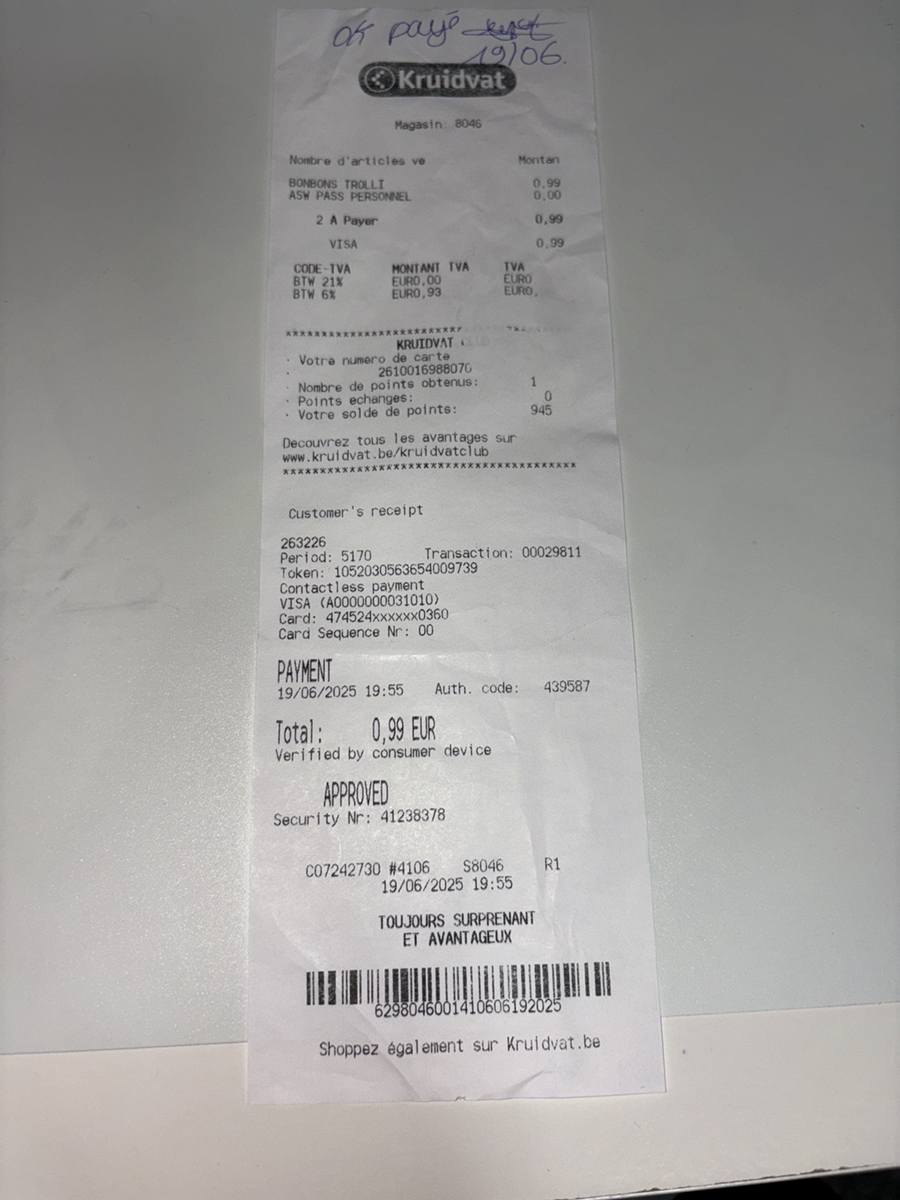 ok payé
19/06.
Kruidvat
Magasin: 8046
Nombre d'articles ve Montan
BONBONS TROLLI 0,99
ASW PASS PERSONNEL 0,00
2 A Payer 0,99
VISA 0,99
CODE-TVA MONTANT TVA TVA
BTW 21% EUR0,00 EURO
BTW 6% EUR0,93 EURO,
KRUIDVAT CLUB
· Votre numero de carte
· 2610016988070
· Nombre de points obtenus: 1
· Points echanges: 0
· Votre solde de points: 945
Decouvrez tous les avantages sur
www.kruidvat.be/kruidvatclub
*****************************************
Customer's receipt
263226
Period: 5170 Transaction: 00029811
Token: 1052030563654009739
Contactless payment
VISA (A0000000031010)
Card: 474524xxxxxx0360
Card Sequence Nr: 00
PAYMENT
19/06/2025 19:55 Auth. code: 439587
Total: 0,99 EUR
Verified by consumer device
APPROVED
Security Nr: 41238378
C07242730 #4106 S8046 R1
19/06/2025 19:55
TOUJOURS SURPRENANT
ET AVANTAGEUX
6298046001410606192025
Shoppez également sur Kruidvat.be